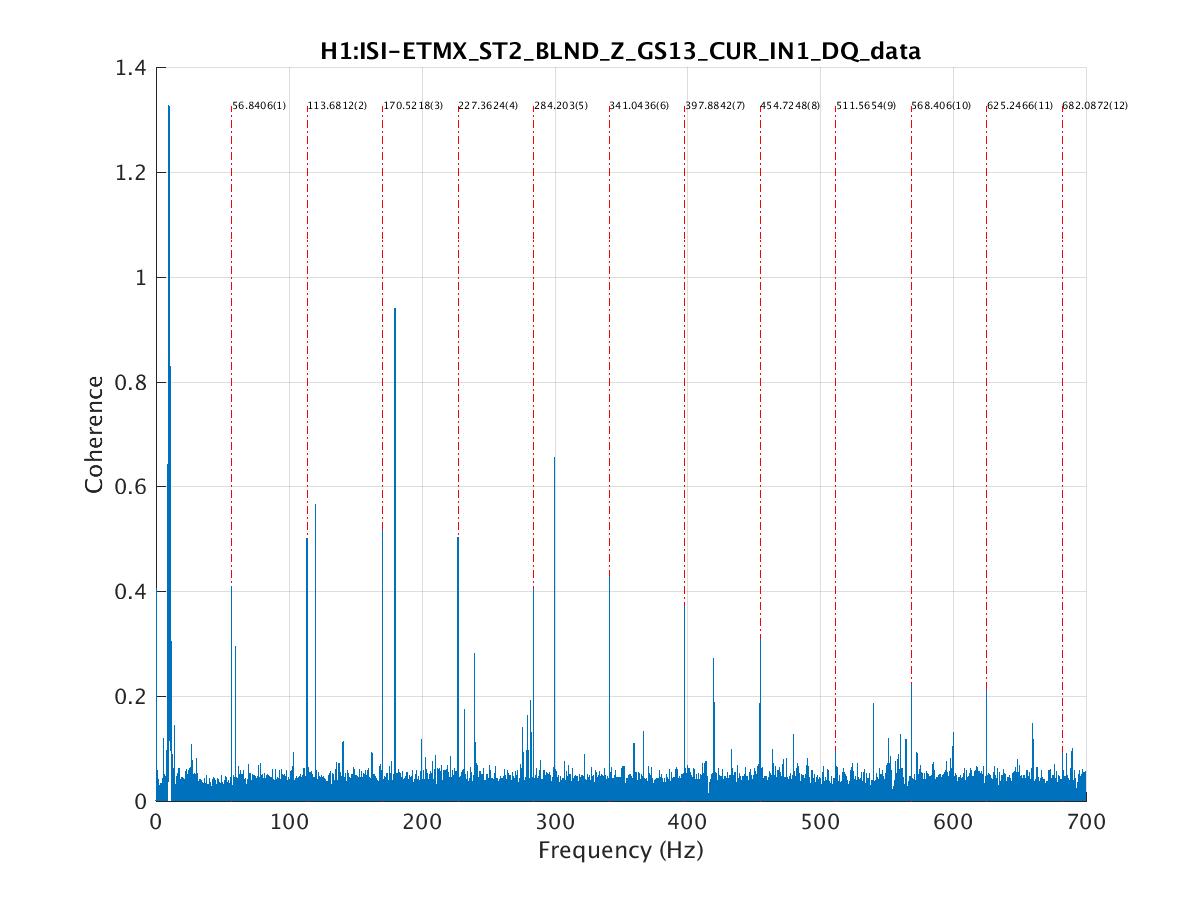 H1:ISI-ETMX_ST2_BLND_Z_GS13_CUR_IN1_DQ_data
1.4
56.8406(1) 113.6812(2) 170.5218(3) 227.3624(4) 284.203(5) 341.0436(6) 397.8842(7) 454.7248(8) 511.5654(9) 568.406(10) 625.2466(11) 682.0872(12)
1.2
1
0.8
Coherence
0.6
0.4
0.2
0
0 100 200 300 400 500 600 700
Frequency (Hz)